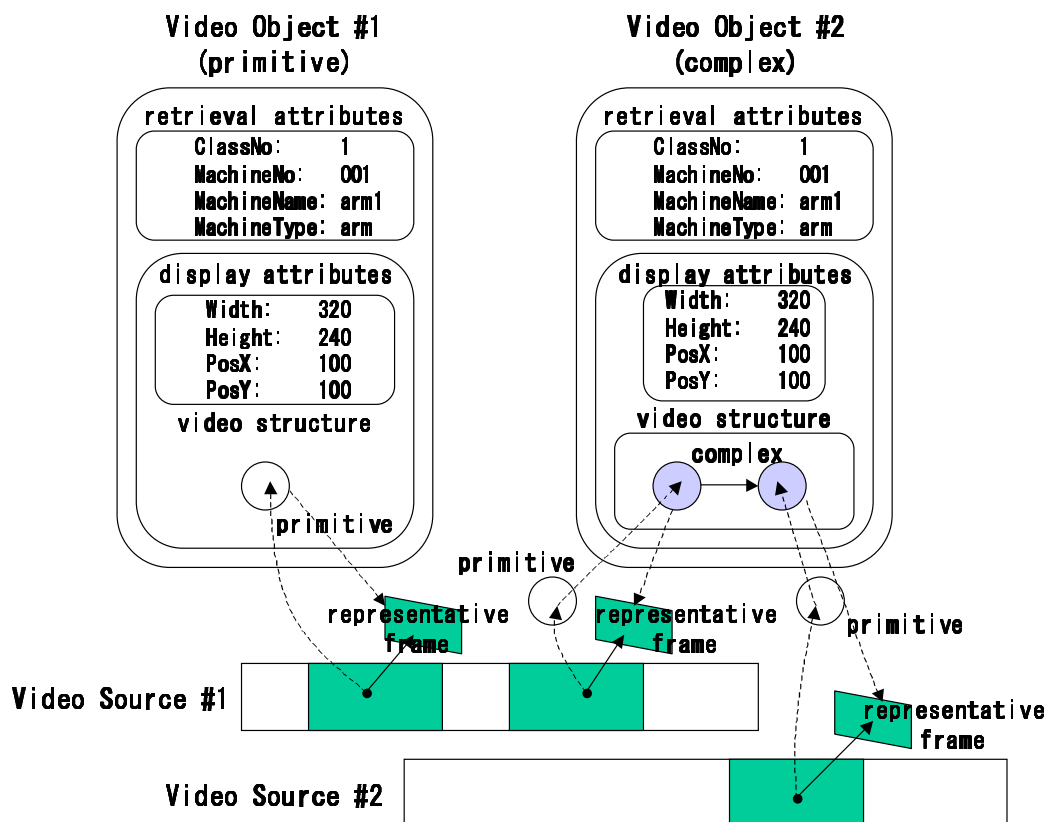 Video Object #1
(primitive)
retrieval attributes
ClassNo: 1
MachineNo: 001
MachineName: arm1
MachineType: arm
display attributes
Width: 320
Height: 240
PosX: 100
PosY: 100
video structure
primitive
Video Object #2
(complex)
retrieval attributes
ClassNo: 1
MachineNo: 001
MachineName: arm1
MachineType: arm
display attributes
Width: 320
Height: 240
PosX: 100
PosY: 100
video structure
complex
primitive
primitive
representative
frame
representative
frame
representative
frame
Video Source #1
Video Source #2